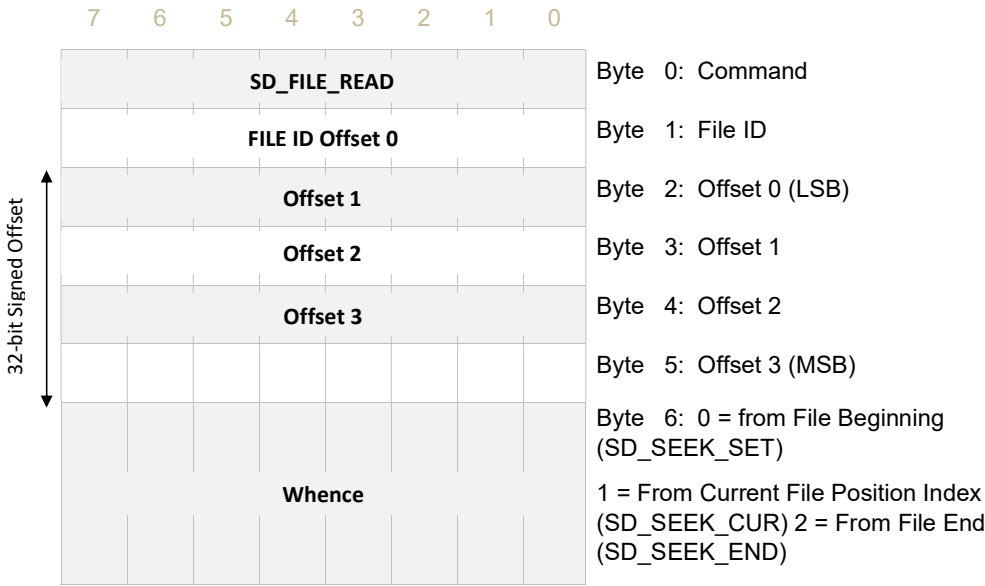 7 6 5 4 3 2 1 0
SD_FILE_READ
Byte 0: Command
FILE ID Offset 0
Byte 1: File ID
32-bit Signed Offset
Offset 1
Byte 2: Offset 0 (LSB)
Offset 2
Byte 3: Offset 1
Offset 3
Byte 4: Offset 2
Byte 5: Offset 3 (MSB)
Whence
Byte 6: 0 = from File Beginning
(SD_SEEK_SET)
1 = From Current File Position Index
(SD_SEEK_CUR) 2 = From File End
(SD_SEEK_END)